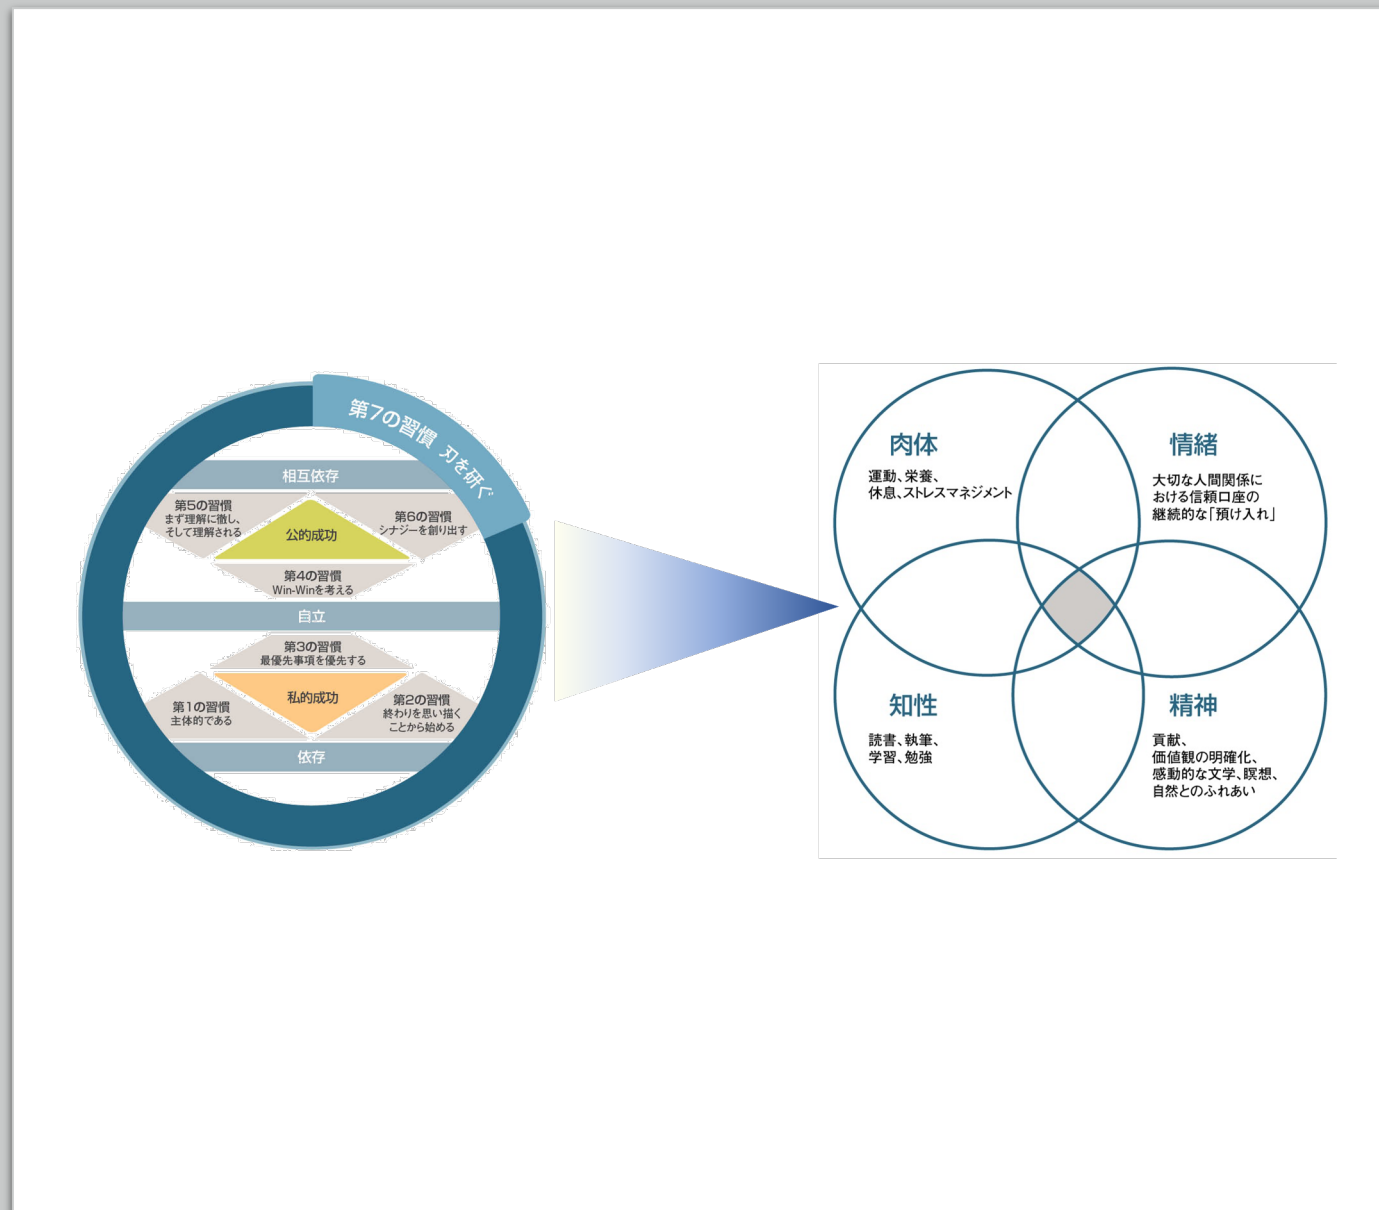 第7の習慣 刃を研ぐ
相互依存
第5の習慣
まず理解に徹し、
そして理解される
公的成功
第6の習慣
シナジーを創り出す
第4の習慣
Win-Winを考える
自立
第3の習慣
最優先事項を優先する
第1の習慣
主体的である
私的成功
第2の習慣
終わりを思い描く
ことから始める
依存
肉体
運動、栄養、
休息、ストレスマネジメント
情緒
大切な人間関係に
おける信頼口座の
継続的な「預け入れ」
知性
読書、執筆、
学習、勉強
精神
貢献、
価値観の明確化、
感動的な文学、瞑想、
自然とのふれあい